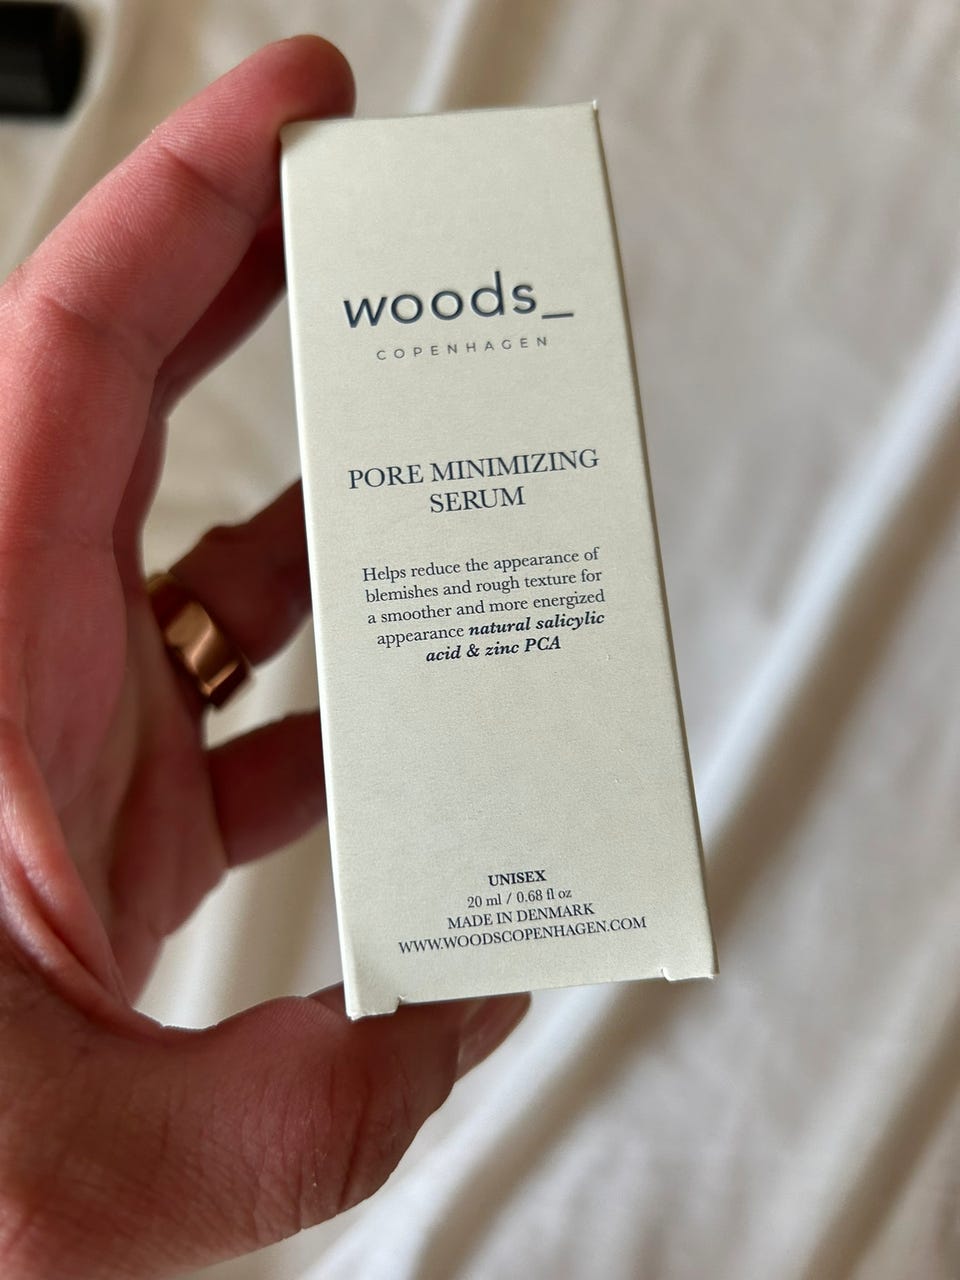 woods_
COPENHAGEN
PORE MINIMIZING
SERUM
Helps reduce the appearance of
blemishes and rough texture for
a smoother and more energized
appearance natural salicylic
acid & zinc PCA
UNISEX
20 ml / 0.68 fl oz
MADE IN DENMARK
WWW.WOODSCOPENHAGEN.COM